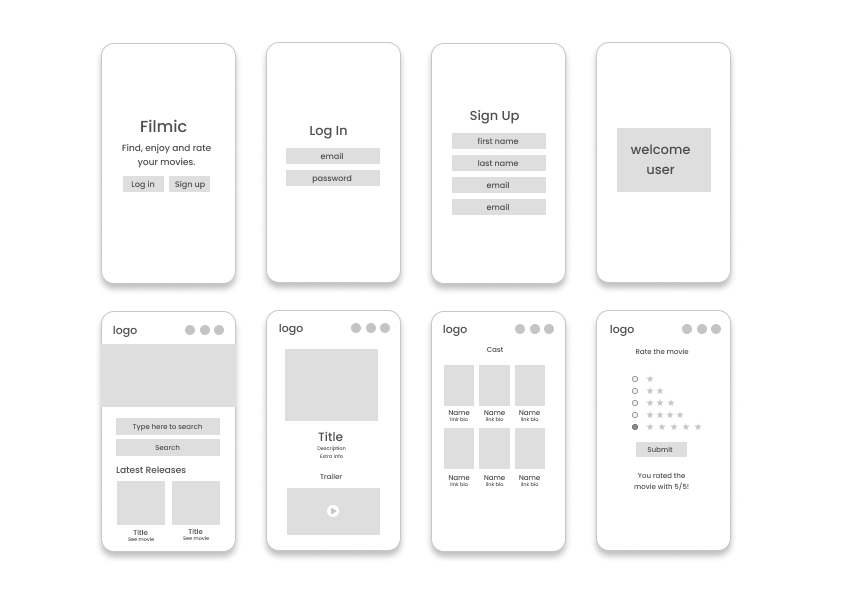 Filmic
Find, enjoy and rate
your movies.
Log in
Sign up
Log In
email
password
Sign Up
first name
last name
email
email
welcome
user
logo
Type here to search
Search
Latest Releases
Title
See movie
Title
See movie
logo
Title
Description
Extra info
Trailer
logo
Cast
Name
link bio
Name
link bio
Name
link bio
Name
link bio
Name
link bio
Name
link bio
logo
Rate the movie
Submit
You rated the
movie with 5/5!